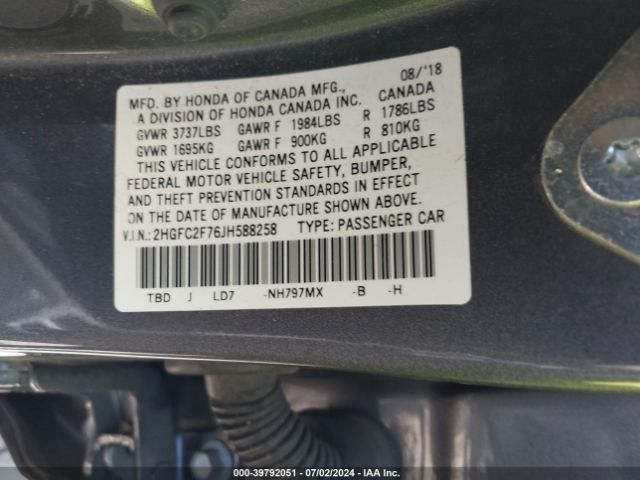 MFD. BY HONDA OF CANADA MFG., 08/'18
A DIVISION OF HONDA CANADA INC. CANADA
GVWR 3737LBS GAWR F 1984LBS R 1786LBS
GVWR 1695KG GAWR F 900KG R 810KG
THIS VEHICLE CONFORMS TO ALL APPLICABLE
FEDERAL MOTOR VEHICLE SAFETY, BUMPER,
AND THEFT PREVENTION STANDARDS IN EFFECT
ON THE DATE OF MANUFACTURE SHOWN ABOVE.
V.I.N.: 2HGFC2F76JH588258 TYPE: PASSENGER CAR
TBD J LD7 -NH797MX -B -H
000-39792051 - 07/02/2024 - IAA Inc.